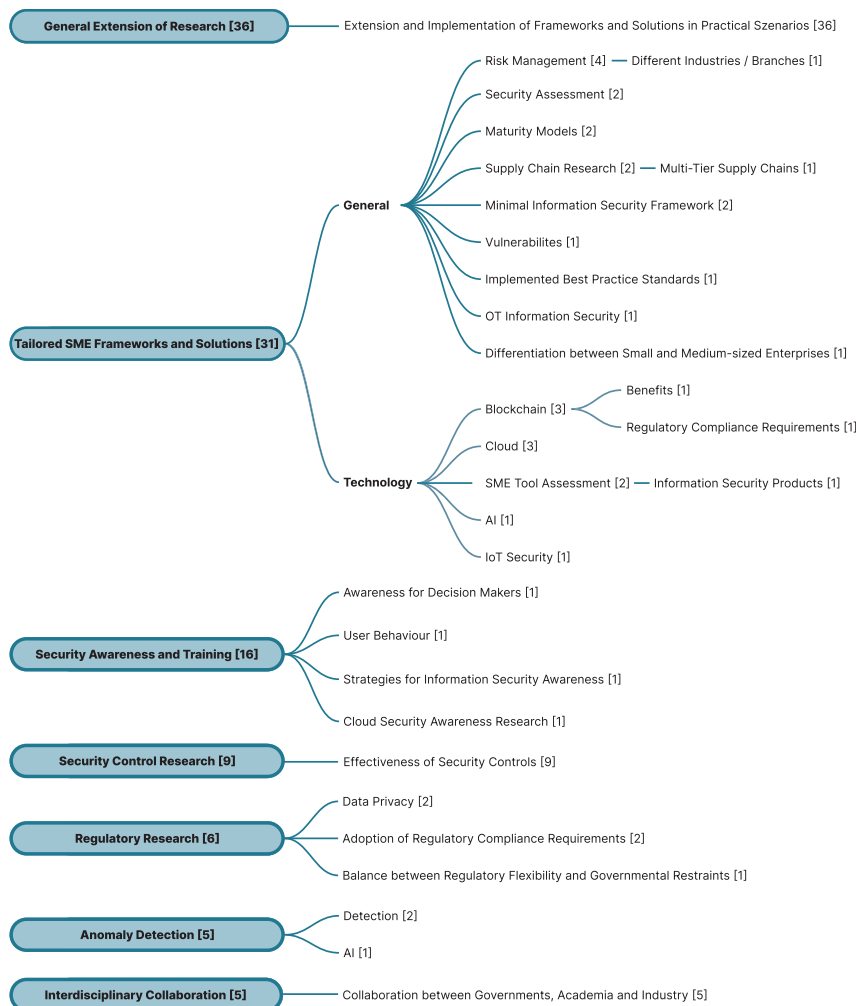 General Extension of Research [36]
Extension and Implementation of Frameworks and Solutions in Practical Szenarios [36]
Tailored SME Frameworks and Solutions [31]
General
Risk Management [4]
Different Industries / Branches [1]
Security Assessment [2]
Maturity Models [2]
Supply Chain Research [2]
Multi-Tier Supply Chains [1]
Minimal Information Security Framework [2]
Vulnerabilites [1]
Implemented Best Practice Standards [1]
OT Information Security [1]
Differentiation between Small and Medium-sized Enterprises [1]
Technology
Blockchain [3]
Benefits [1]
Regulatory Compliance Requirements [1]
Cloud [3]
SME Tool Assessment [2]
Information Security Products [1]
AI [1]
IoT Security [1]
Security Awareness and Training [16]
Awareness for Decision Makers [1]
User Behaviour [1]
Strategies for Information Security Awareness [1]
Cloud Security Awareness Research [1]
Security Control Research [9]
Effectiveness of Security Controls [9]
Regulatory Research [6]
Data Privacy [2]
Adoption of Regulatory Compliance Requirements [2]
Balance between Regulatory Flexibility and Governmental Restraints [1]
Anomaly Detection [5]
Detection [2]
AI [1]
Interdisciplinary Collaboration [5]
Collaboration between Governments, Academia and Industry [5]